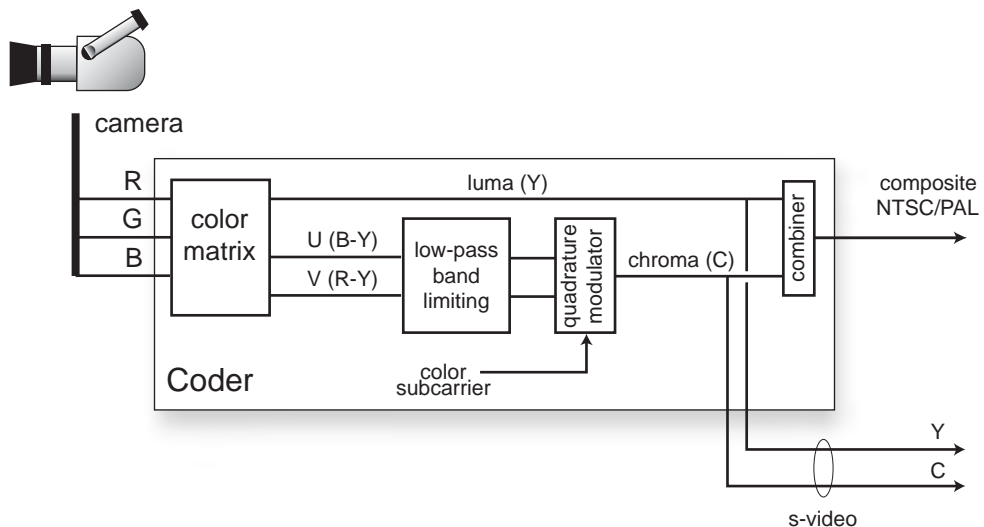 camera
R
G
B
color
matrix
luma (Y)
U (B-Y)
V (R-Y)
low-pass
band
limiting
quadrature
modulator
chroma (C)
combiner
composite
NTSC/PAL
color
subcarrier
Coder
Y
C
s-video